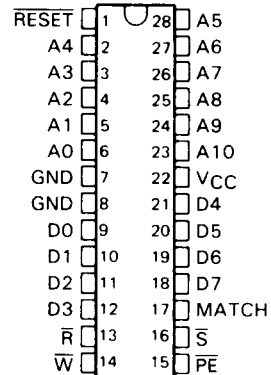 R̅E̅S̅E̅T̅ 1 28 A5
A4 2 27 A6
A3 3 26 A7
A2 4 25 A8
A1 5 24 A9
A0 6 23 A10
GND 7 22 VCC
GND 8 21 D4
D0 9 20 D5
D1 10 19 D6
D2 11 18 D7
D3 12 17 MATCH
R̅ 13 16 S̅
W̅ 14 15 P̅E̅